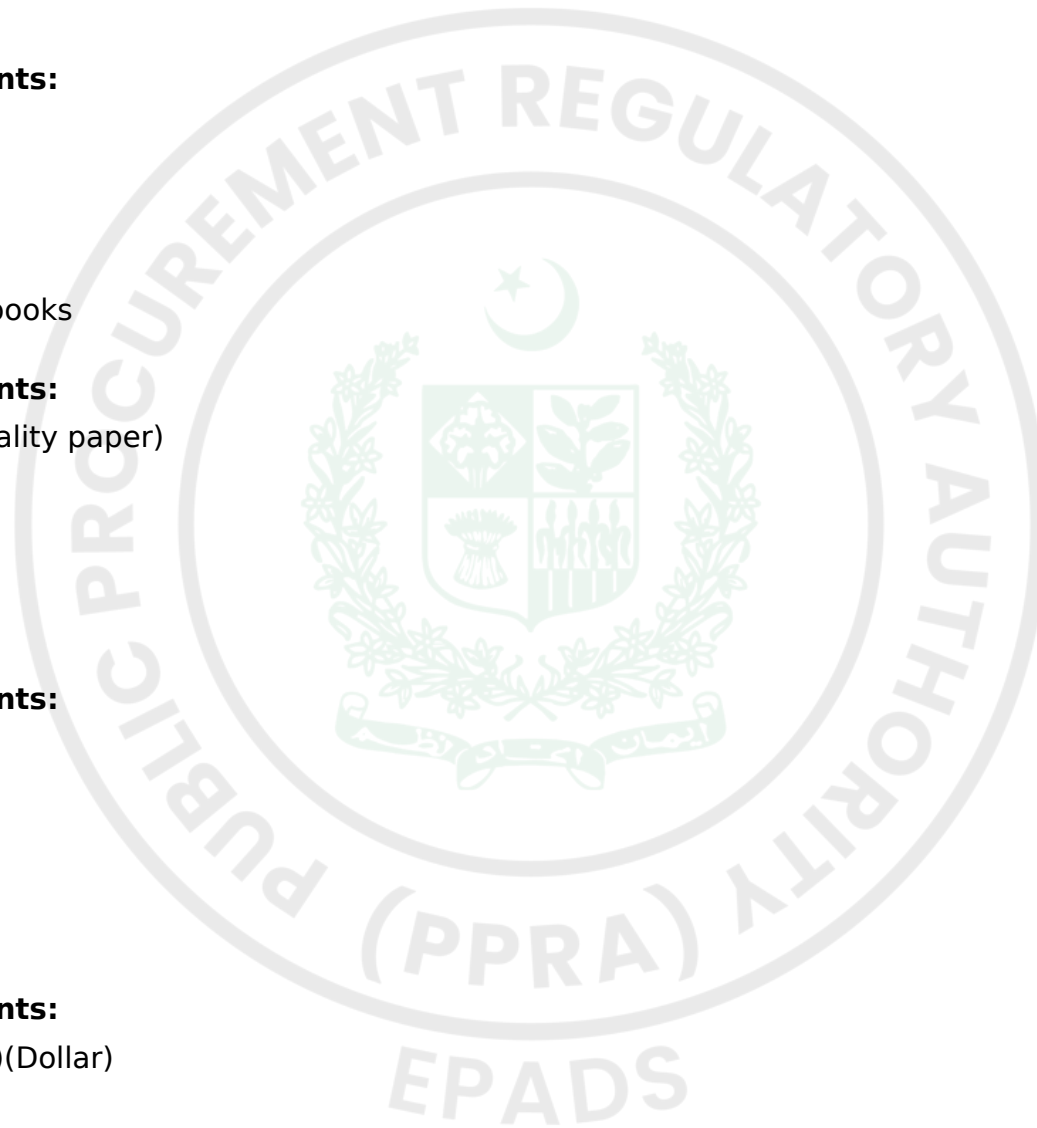 nts:
ooks
nts:
ality paper)
nts:
nts:
)(Dollar)
PUBLIC PROCUREMENT REGULATORY AUTHORITY
(PPRA)
EPADS